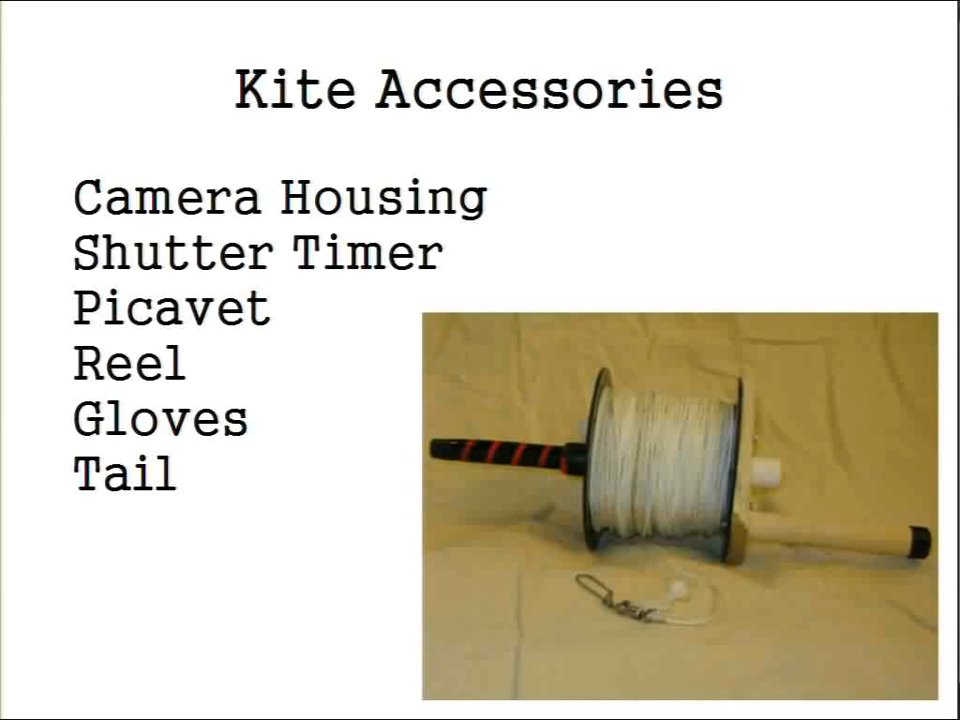 Kite Accessories
Camera Housing
Shutter Timer
Picavet
Reel
Gloves
Tail